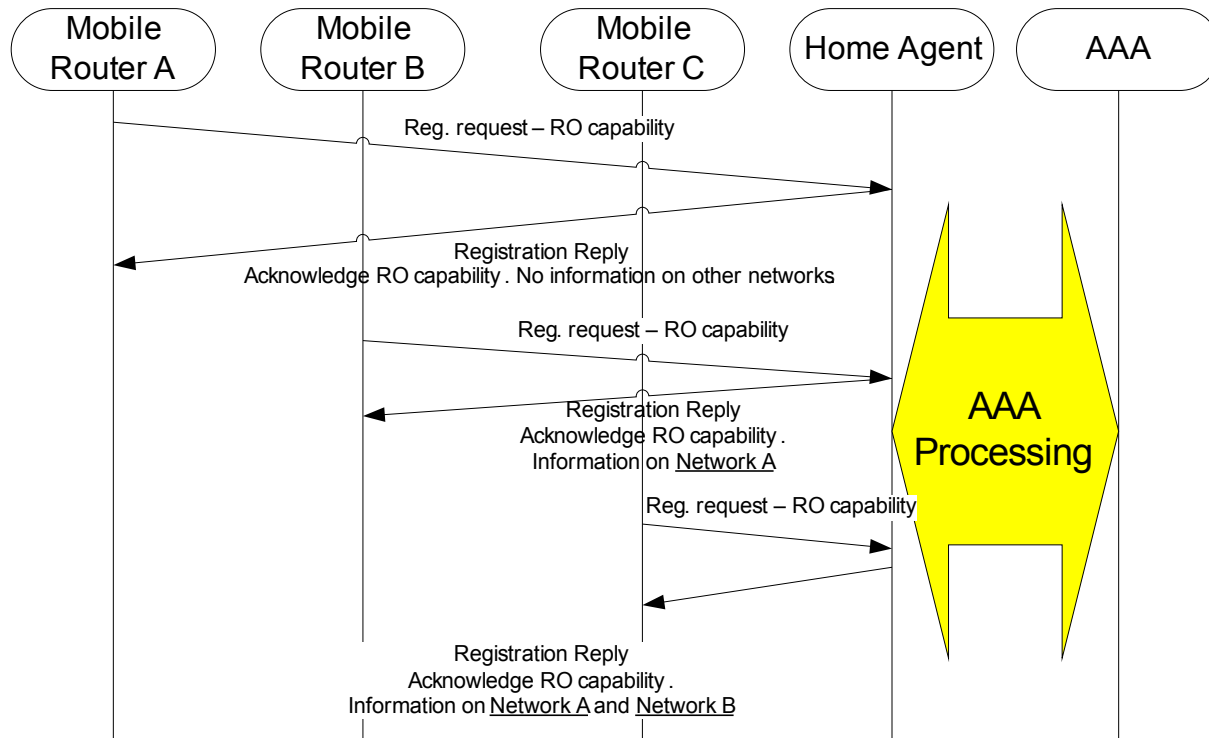 Mobile
Router A
Mobile
Router B
Mobile
Router C
Home Agent
AAA
Reg. request – RO capability
Registration Reply
Acknowledge RO capability. No information on other networks.
Reg. request – RO capability
Registration Reply
Acknowledge RO capability.
Information on Network A
AAA
Processing
Reg. request – RO capability
Registration Reply
Acknowledge RO capability.
Information on Network A and Network B